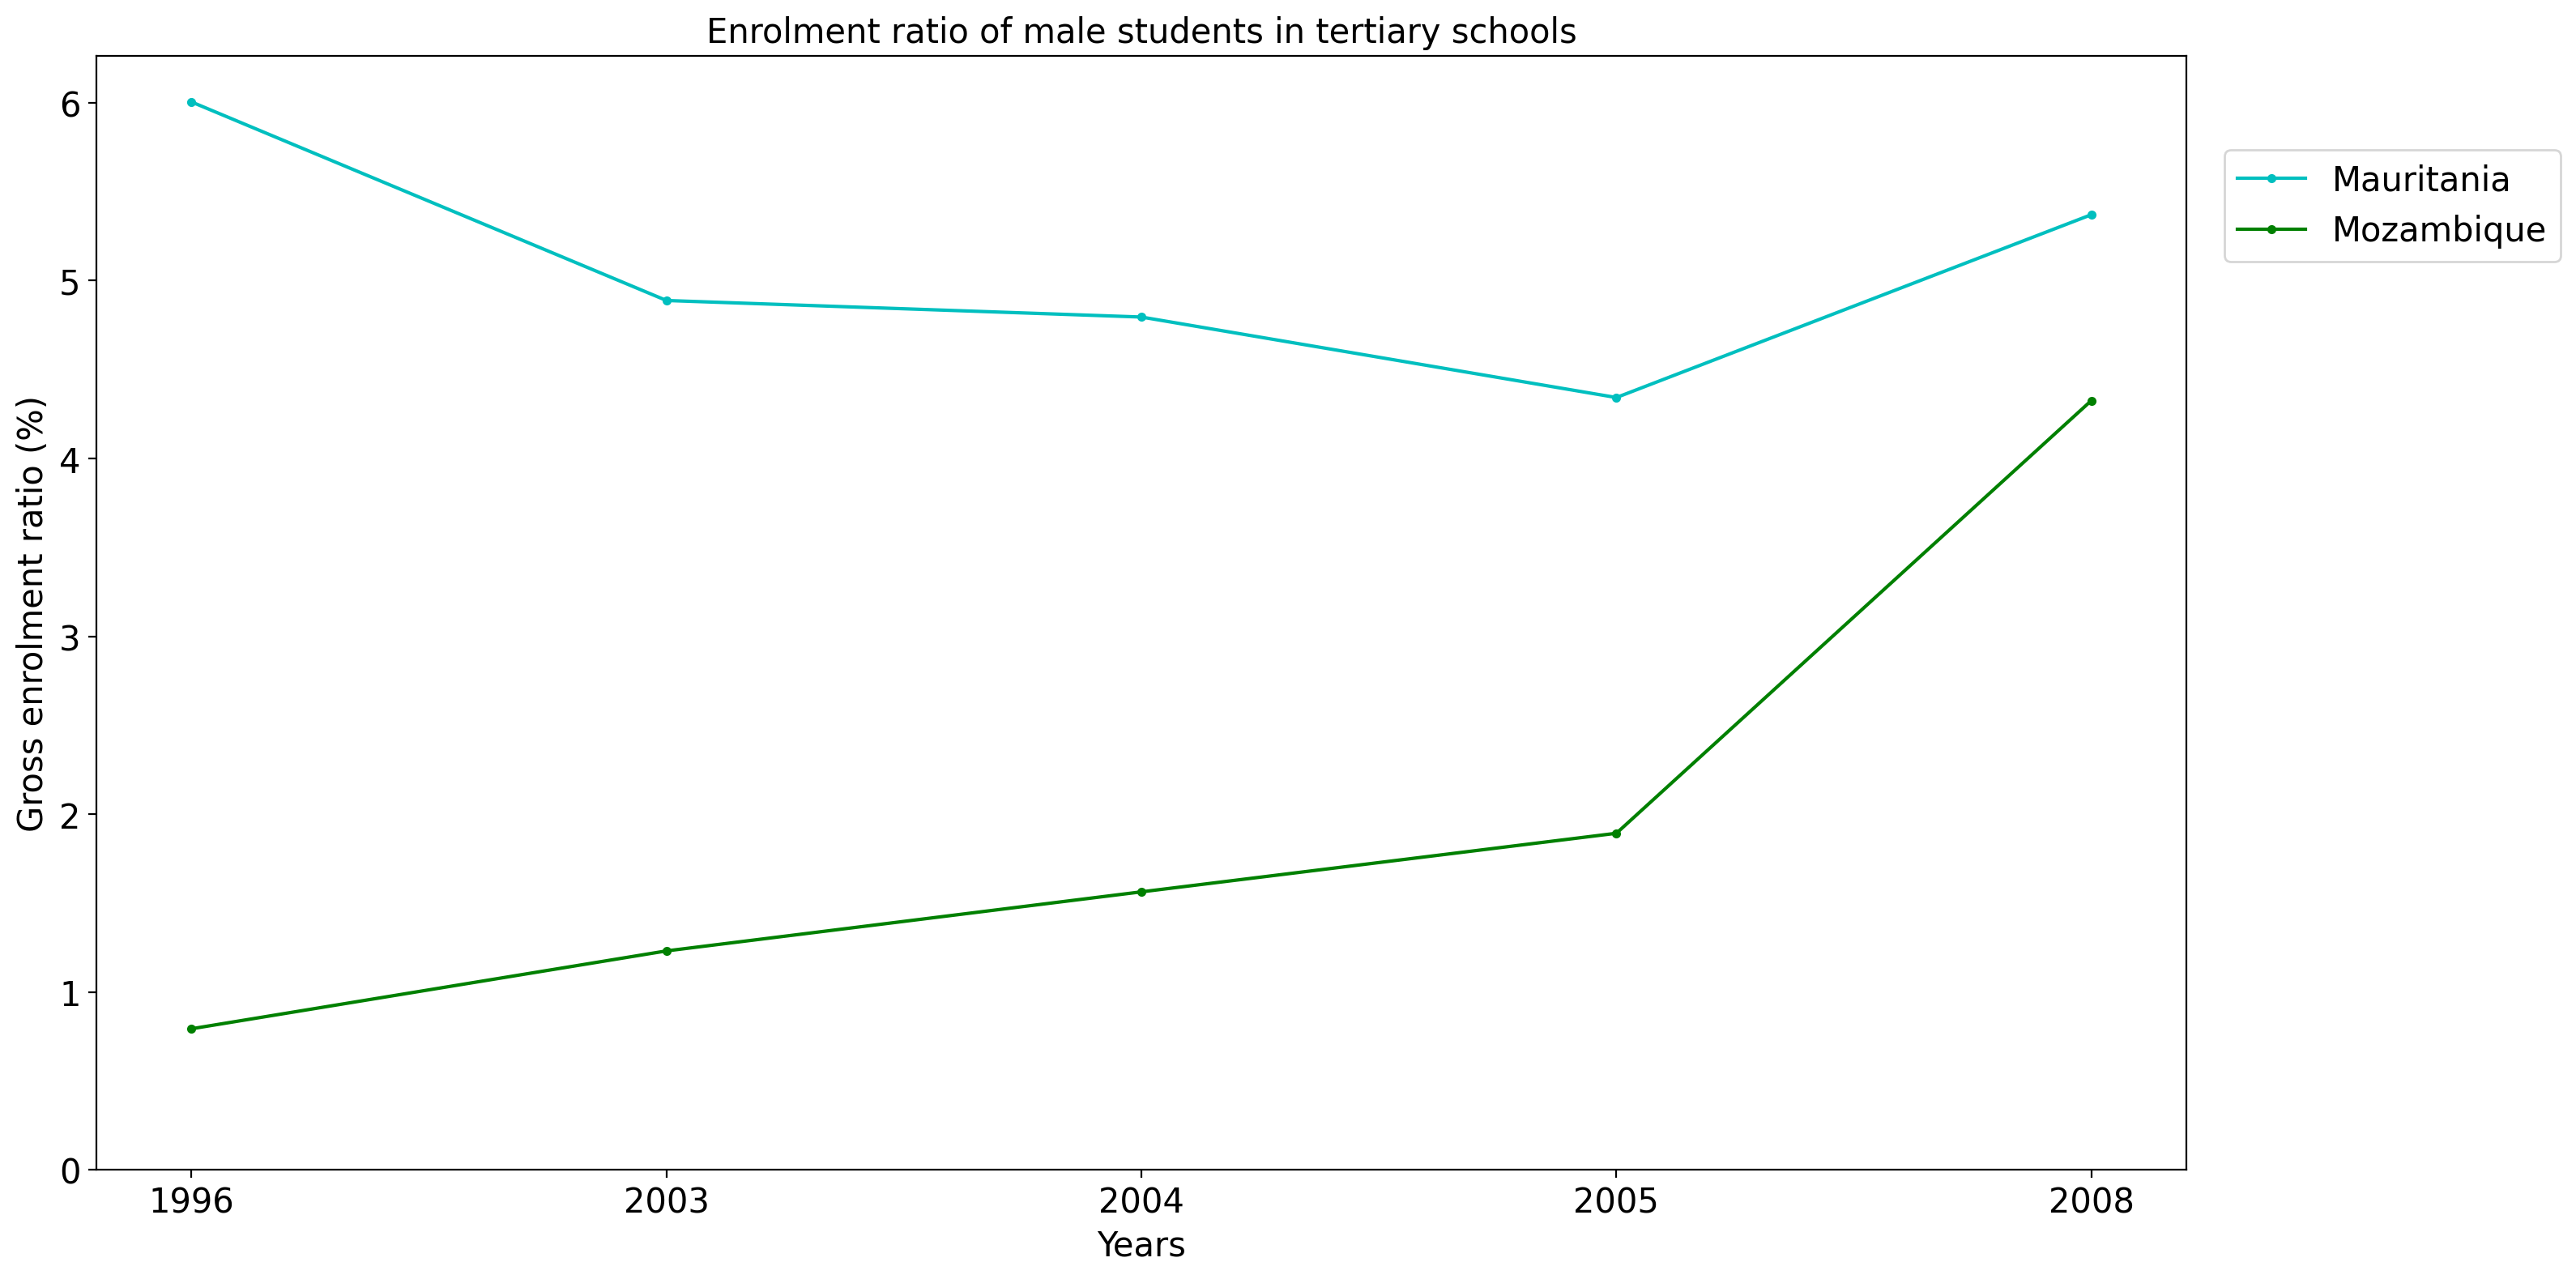 Enrolment ratio of male students in tertiary schools
Gross enrolment ratio (%)
6
5
4
3
2
1
0
1996 2003 2004 2005 2008
Years
Mauritania
Mozambique